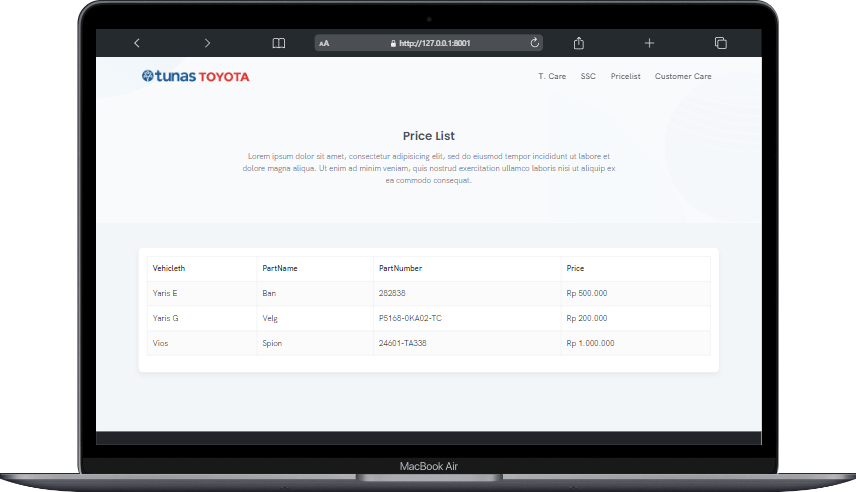 AA http://127.0.0.1:8001
tunas TOYOTA T. Care SSC Pricelist Customer Care
Price List
Lorem ipsum dolor sit amet, consectetur adipisicing elit, sed do eiusmod tempor incididunt ut labore et
dolore magna aliqua. Ut enim ad minim veniam, quis nostrud exercitation ullamco laboris nisi ut aliquip ex
ea commodo consequat.
Vehicleth PartName PartNumber Price
Yaris E Ban 282838 Rp 500.000
Yaris G Velg P5168-0KA02-TC Rp 200.000
Vios Spion 24601-TA338 Rp 1.000.000
MacBook Air